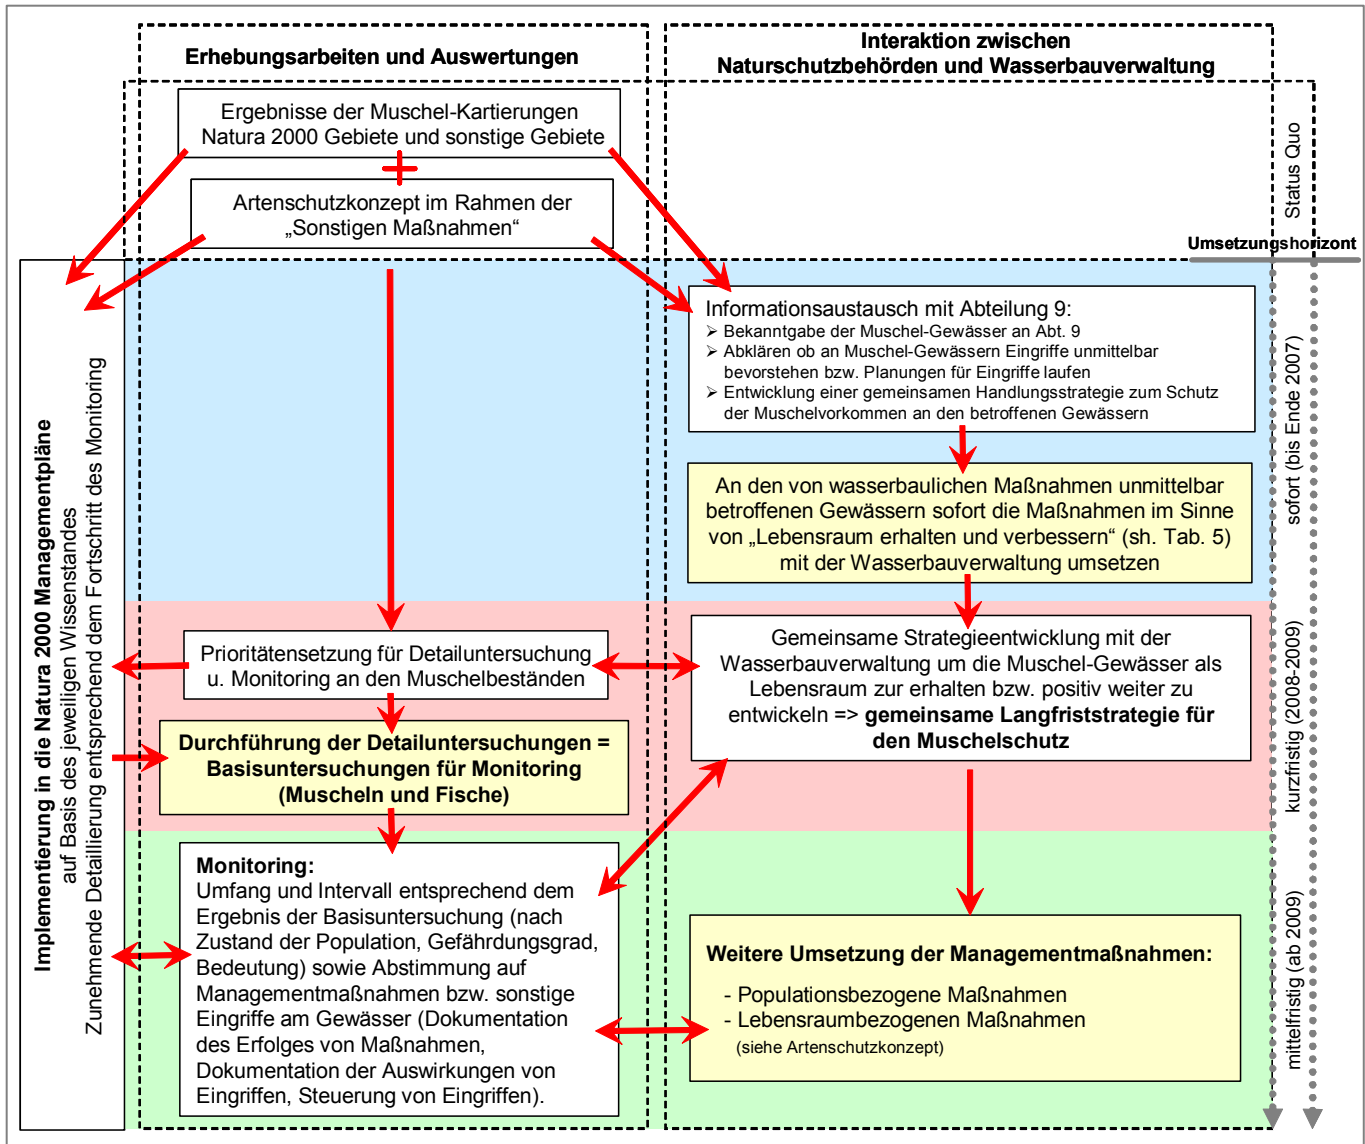 Erhebungsarbeiten und Auswertungen
Interaktion zwischen
Naturschutzbehörden und Wasserbauverwaltung
Ergebnisse der Muschel-Kartierungen
Natura 2000 Gebiete und sonstige Gebiete
Artenschutzkonzept im Rahmen der
„Sonstigen Maßnahmen“
Status Quo
Umsetzungshorizont
Implementierung in die Natura 2000 Managementpläne
auf Basis des jeweiligen Wissenstandes
Zunehmende Detaillierung entsprechend dem Fortschritt des Monitoring
Informationsaustausch mit Abteilung 9:
➢ Bekanntgabe der Muschel-Gewässer an Abt. 9
➢ Abklären ob an Muschel-Gewässern Eingriffe unmittelbar
bevorstehen bzw. Planungen für Eingriffe laufen
➢ Entwicklung einer gemeinsamen Handlungsstrategie zum Schutz
der Muschelvorkommen an den betroffenen Gewässern
sofort (bis Ende 2007)
An den von wasserbaulichen Maßnahmen unmittelbar
betroffenen Gewässern sofort die Maßnahmen im Sinne
von „Lebensraum erhalten und verbessern“ (sh. Tab. 5)
mit der Wasserbauverwaltung umsetzen
Prioritätensetzung für Detailuntersuchung
u. Monitoring an den Muschelbeständen
Gemeinsame Strategieentwicklung mit der
Wasserbauverwaltung um die Muschel-Gewässer als
Lebensraum zur erhalten bzw. positiv weiter zu
entwickeln => gemeinsame Langfriststrategie für
den Muschelschutz
kurzfristig (2008-2009)
Durchführung der Detailuntersuchungen =
Basisuntersuchungen für Monitoring
(Muscheln und Fische)
Monitoring:
Umfang und Intervall entsprechend dem
Ergebnis der Basisuntersuchung (nach
Zustand der Population, Gefährdungsgrad,
Bedeutung) sowie Abstimmung auf
Managementmaßnahmen bzw. sonstige
Eingriffe am Gewässer (Dokumentation
des Erfolges von Maßnahmen,
Dokumentation der Auswirkungen von
Eingriffen, Steuerung von Eingriffen).
Weitere Umsetzung der Managementmaßnahmen:
- Populationsbezogene Maßnahmen
- Lebensraumbezogenen Maßnahmen
(siehe Artenschutzkonzept)
mittelfristig (ab 2009)